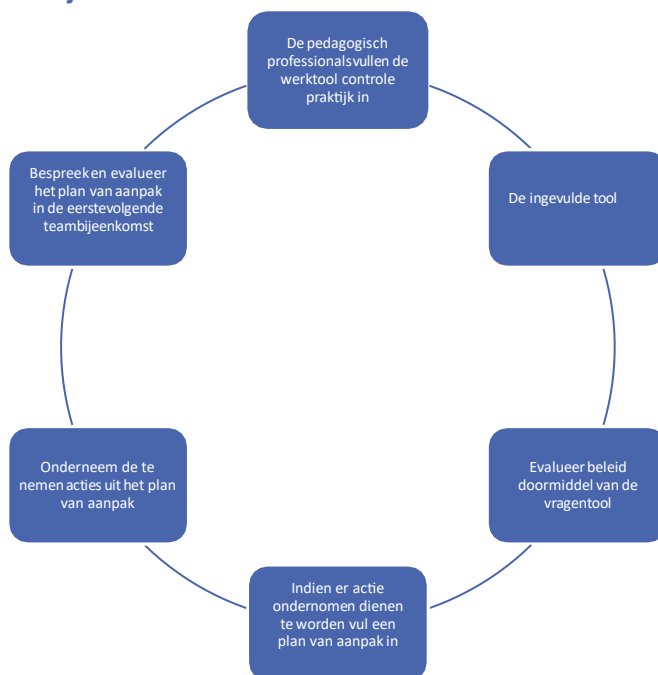 De pedagogisch
professionalsvullen de
werktool controle
praktijk in
De ingevulde tool
Evalueer beleid
doormiddel van de
vragentool
Indien er actie
ondernomen dienen
te worden vul een
plan van aanpak in
Onderneem de te
nemen acties uit het plan
van aanpak
Bespreek en evalueer
het plan van aanpak
in de eerstevolgende
teambijeenkomst